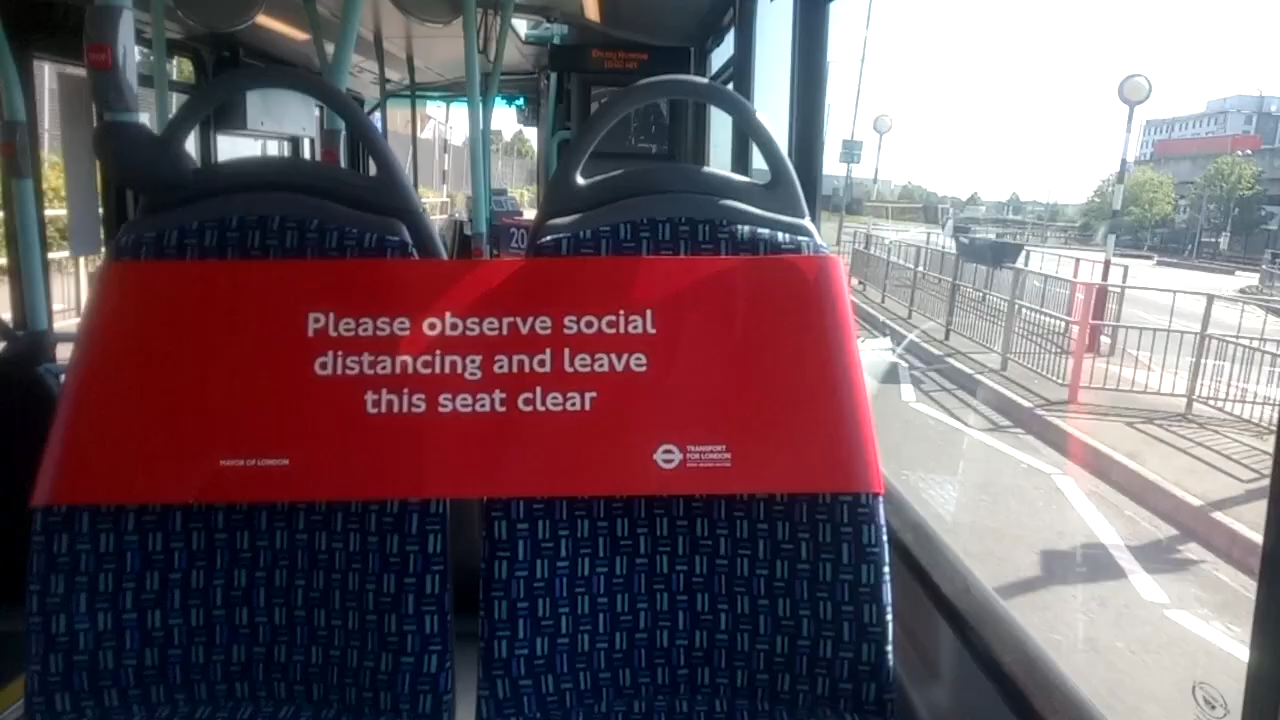 Please observe social
distancing and leave
this seat clear
MAYOR OF LONDON
TRANSPORT
FOR LONDON
20